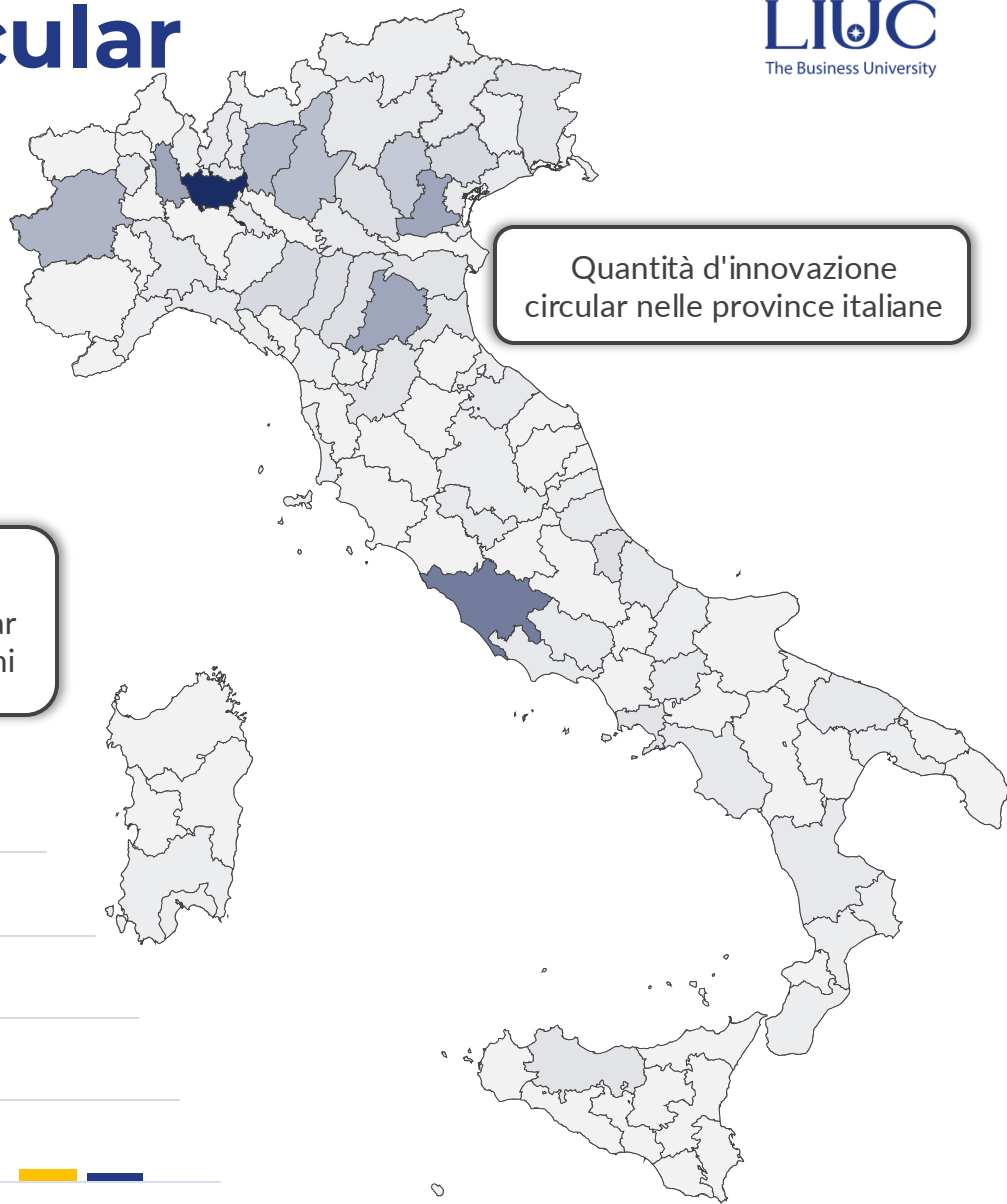 cular
LIUC
The Business University
Quantità d'innovazione
circular nelle province italiane
ar
ni